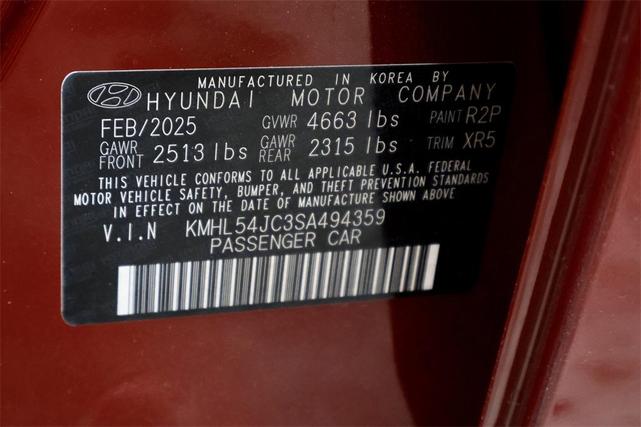 MANUFACTURED IN KOREA BY
HYUNDAI MOTOR COMPANY
FEB/2025 GVWR 4663 lbs PAINT R2P
GAWR FRONT 2513 lbs GAWR REAR 2315 lbs TRIM XR5
THIS VEHICLE CONFORMS TO ALL APPLICABLE U.S.A. FEDERAL
MOTOR VEHICLE SAFETY, BUMPER, AND THEFT PREVENTION STANDARDS
IN EFFECT ON THE DATE OF MANUFACTURE SHOWN ABOVE
V.I.N KMHL54JC3SA494359
PASSENGER CAR